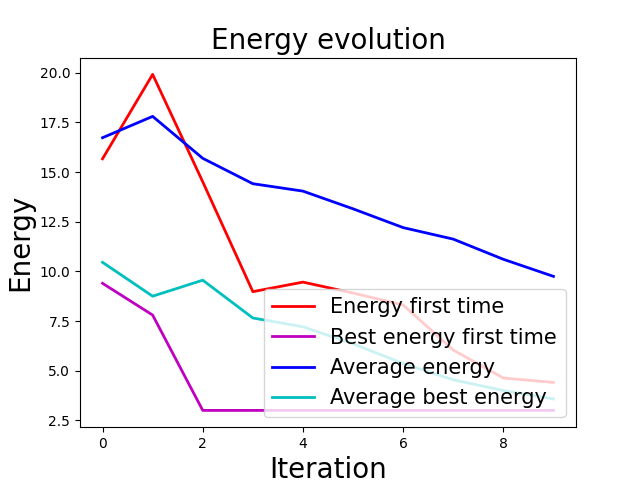 Energy evolution
20.0
17.5
15.0
12.5
10.0
7.5
5.0
2.5
Energy
Energy first time
Best energy first time
Average energy
Average best energy
0
2
4
6
8
Iteration